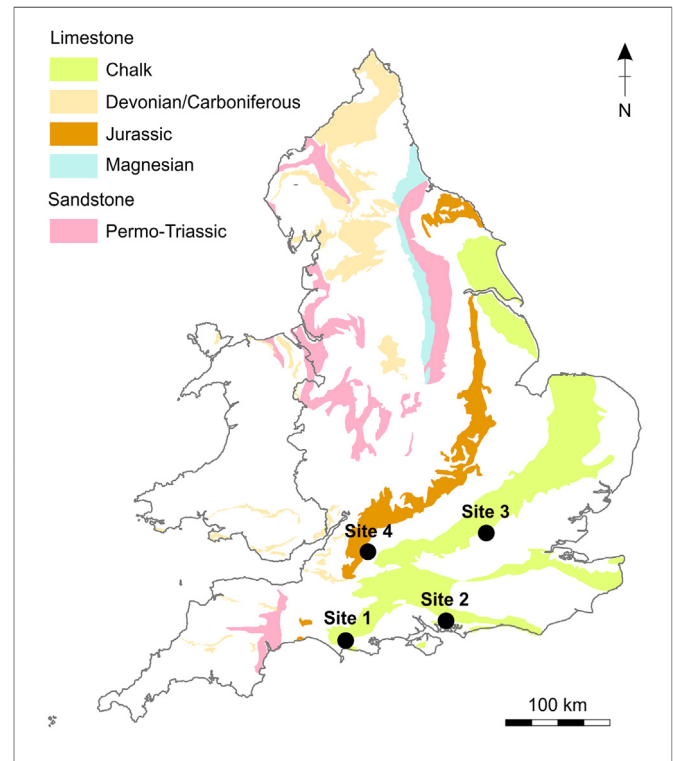 Limestone
Chalk
Devonian/Carboniferous
Jurassic
Magnesian
Sandstone
Permo-Triassic
N
Site 3
Site 4
Site 2
Site 1
100 km